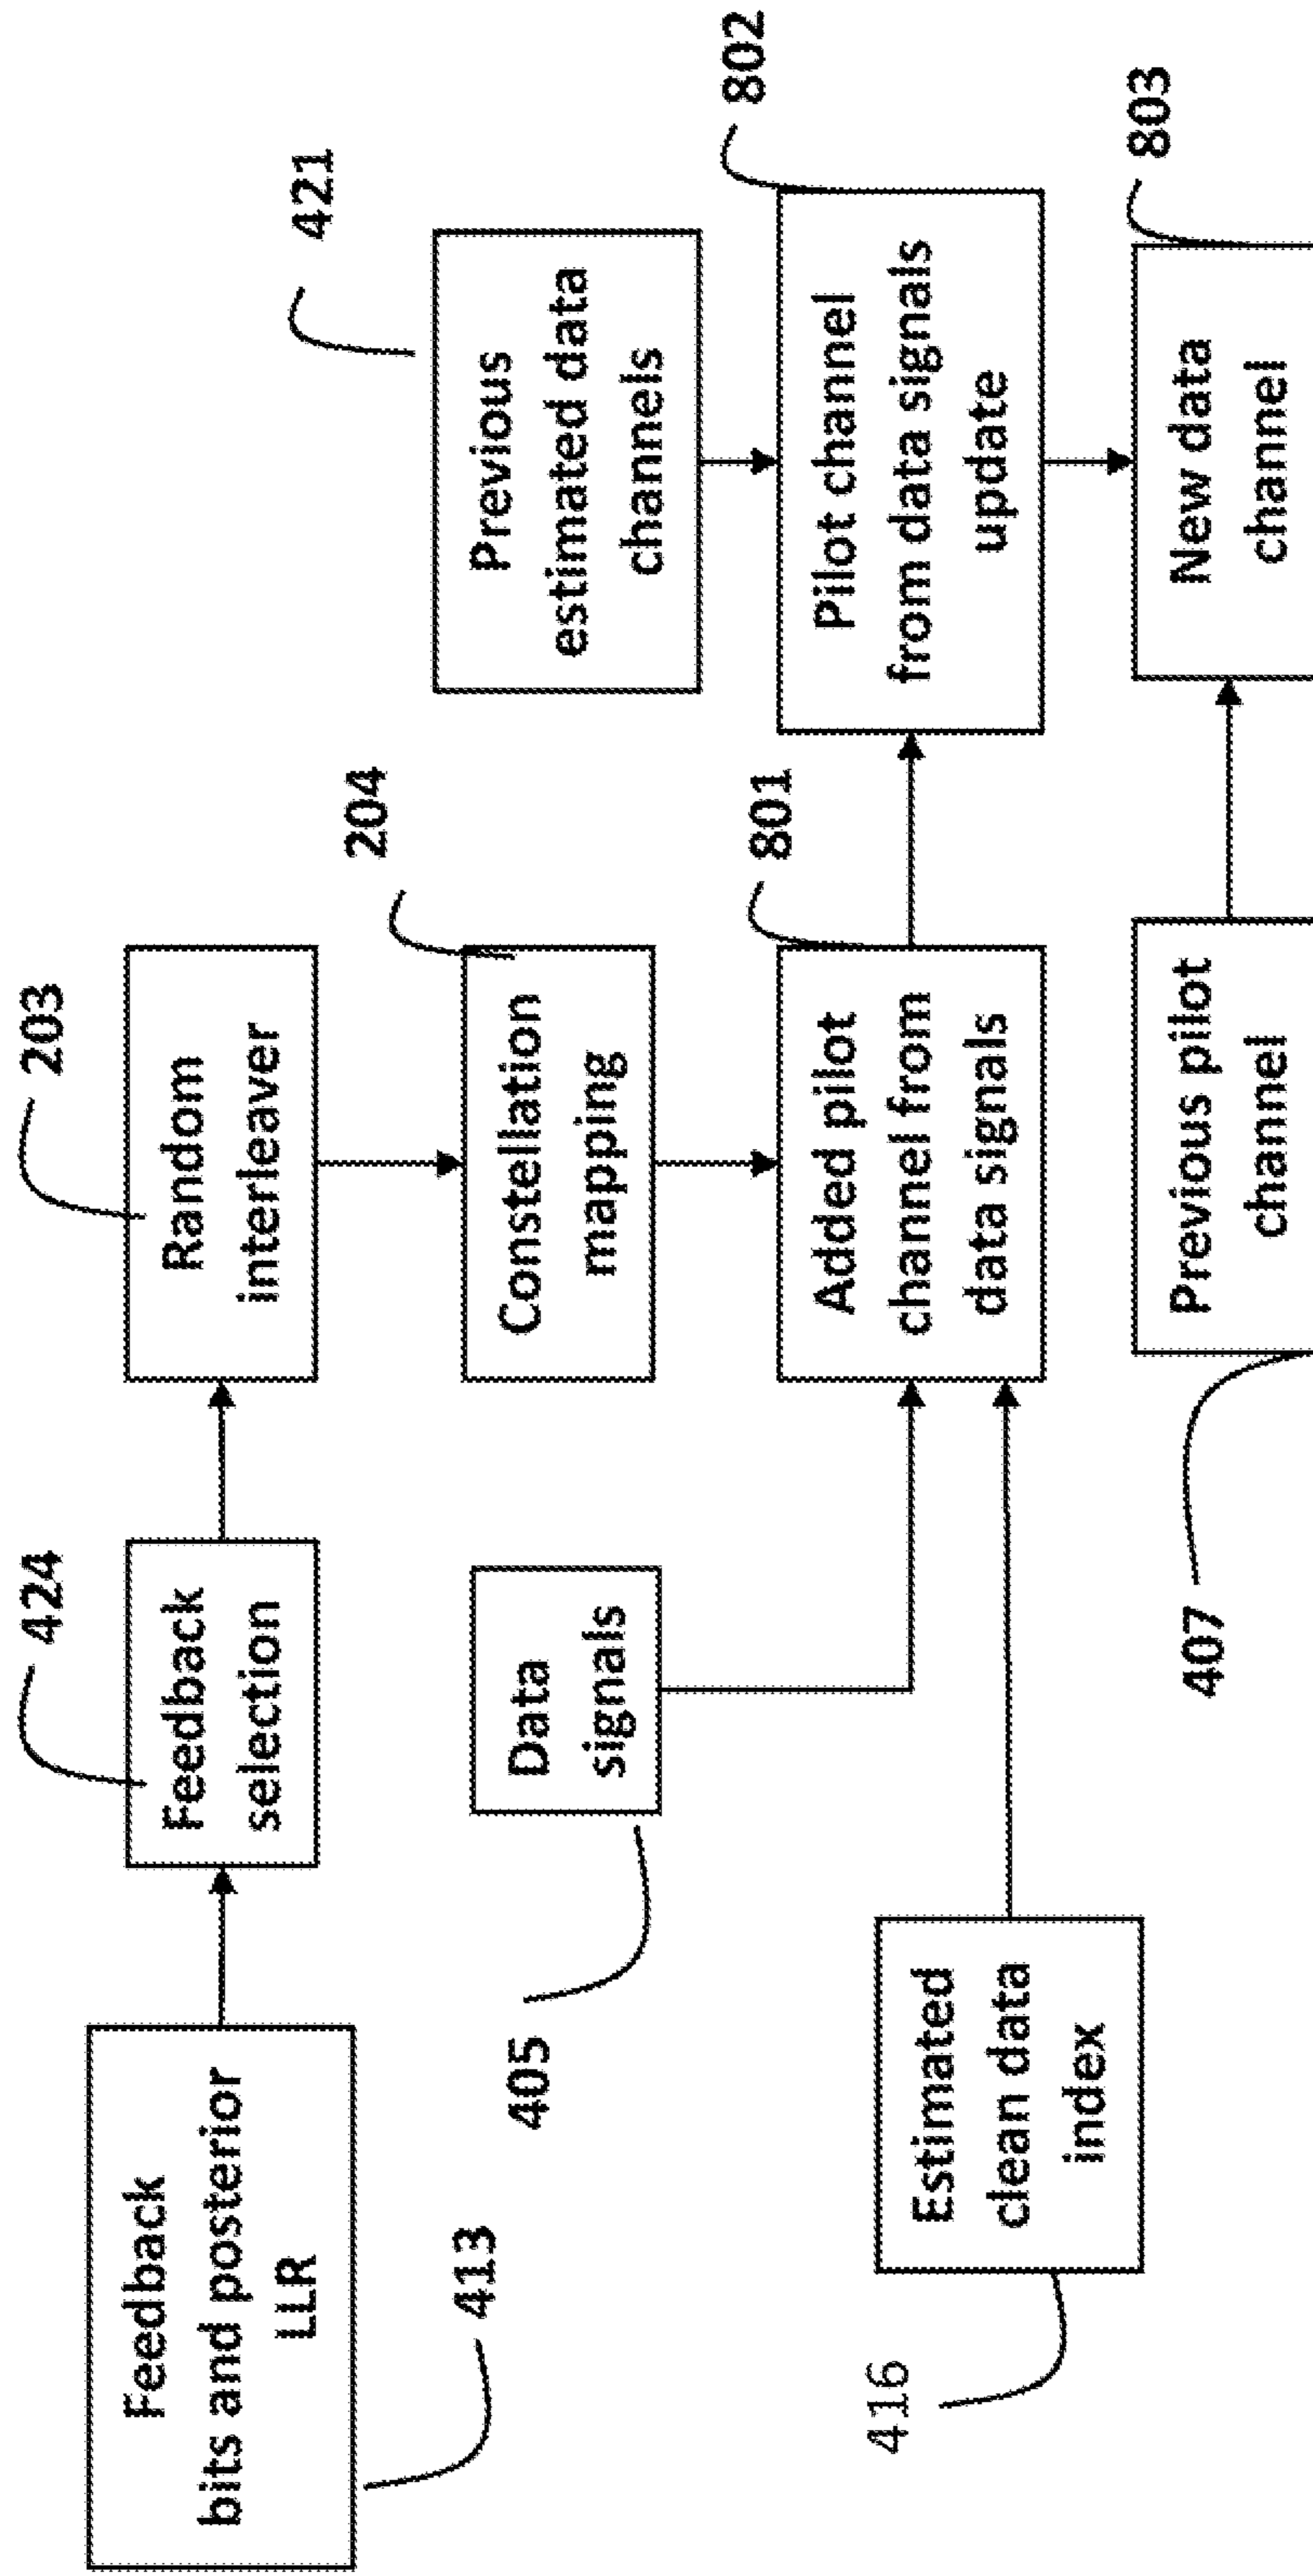 424
203
Feedback
bits and posterior
LLR
Feedback
selection
Random
interleaver
413
204
421
Data
signals
Constellation
mapping
Previous
estimated data
channels
405
801
802
Estimated
clean data
index
Added pilot
channel from
data signals
Pilot channel
from data signals
update
416
803
Previous pilot
channel
New data
channel
407